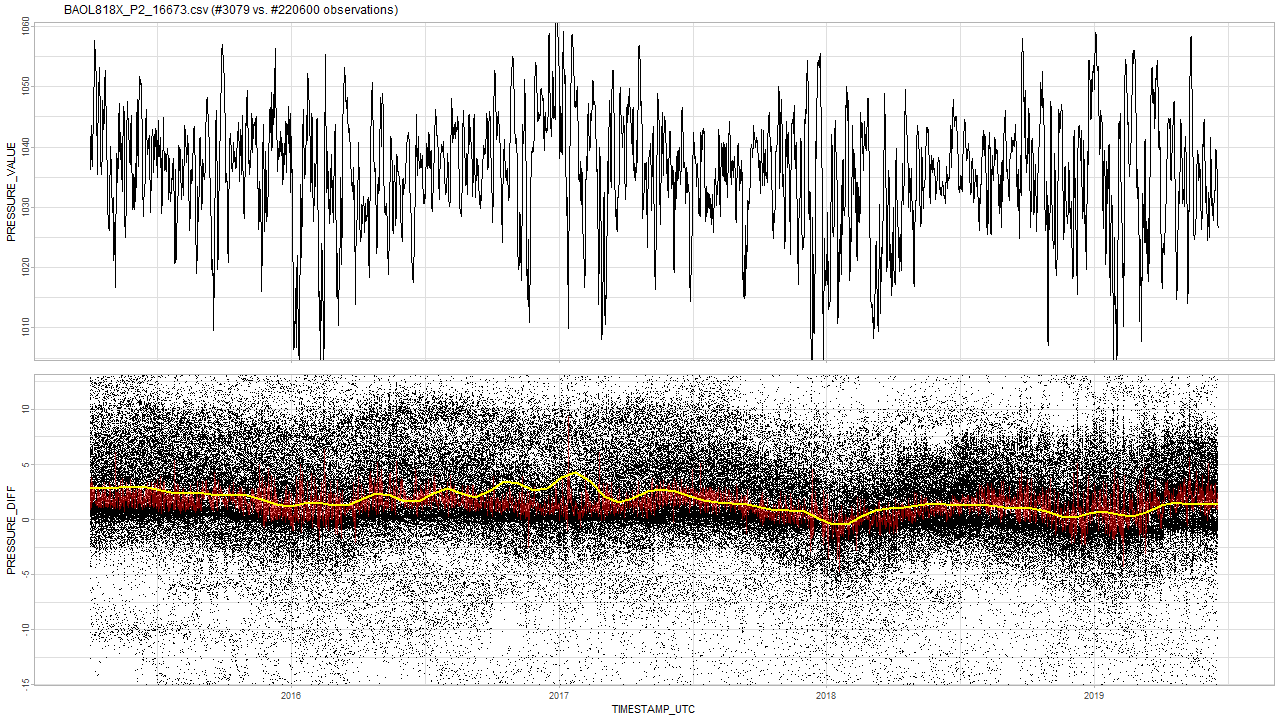 BAOL818X_P2_16673.csv (#3079 vs. #220600 observations)
PRESSURE_VALUE
1060
1050
1040
1030
1020
1010
PRESSURE_DIFF
10
5
0
-5
-10
-15
2016 2017 2018 2019
TIMESTAMP_UTC